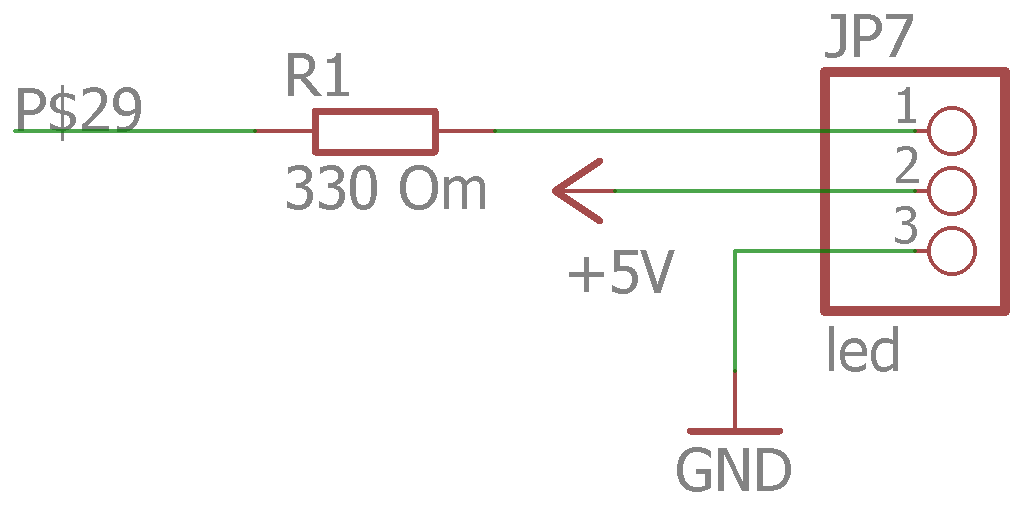 JP7
R1
P$29
1
330 Om
2
3
+5V
led
GND